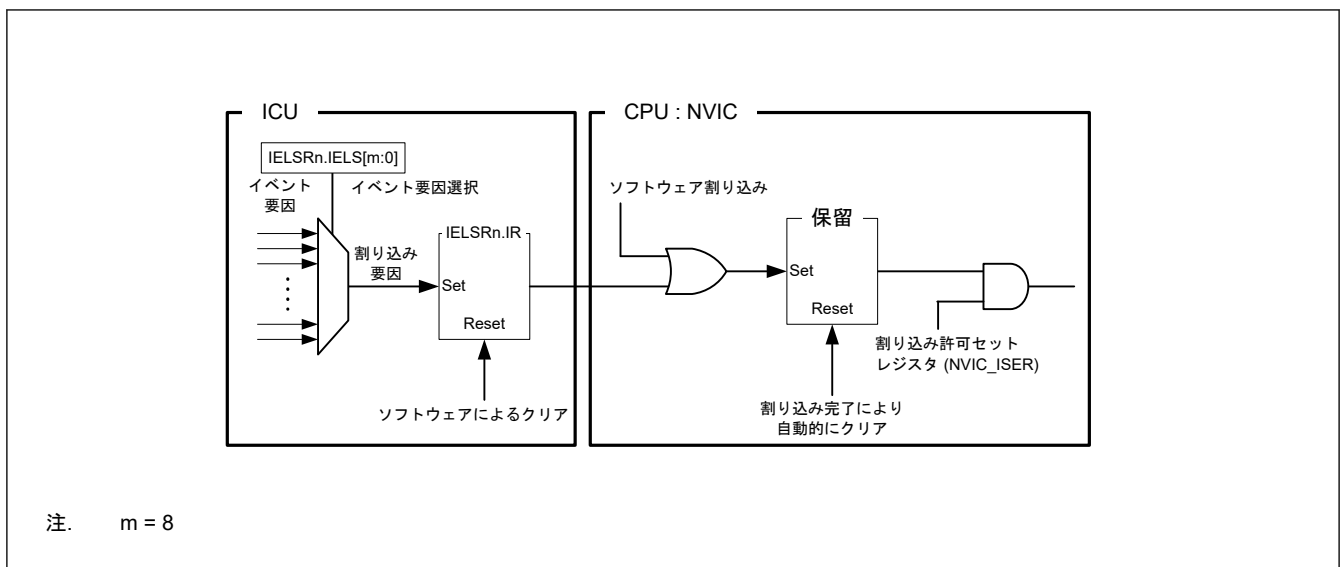 ICU
CPU : NVIC
IELSRn.IELS[m:0]
イベント
要因
イベント要因選択
割り込み
要因
IELSRn.IR
Set
Reset
ソフトウェアによるクリア
ソフトウェア割り込み
保留
Set
Reset
割り込み許可セット
レジスタ (NVIC_ISER)
割り込み完了により
自動的にクリア
注. m = 8